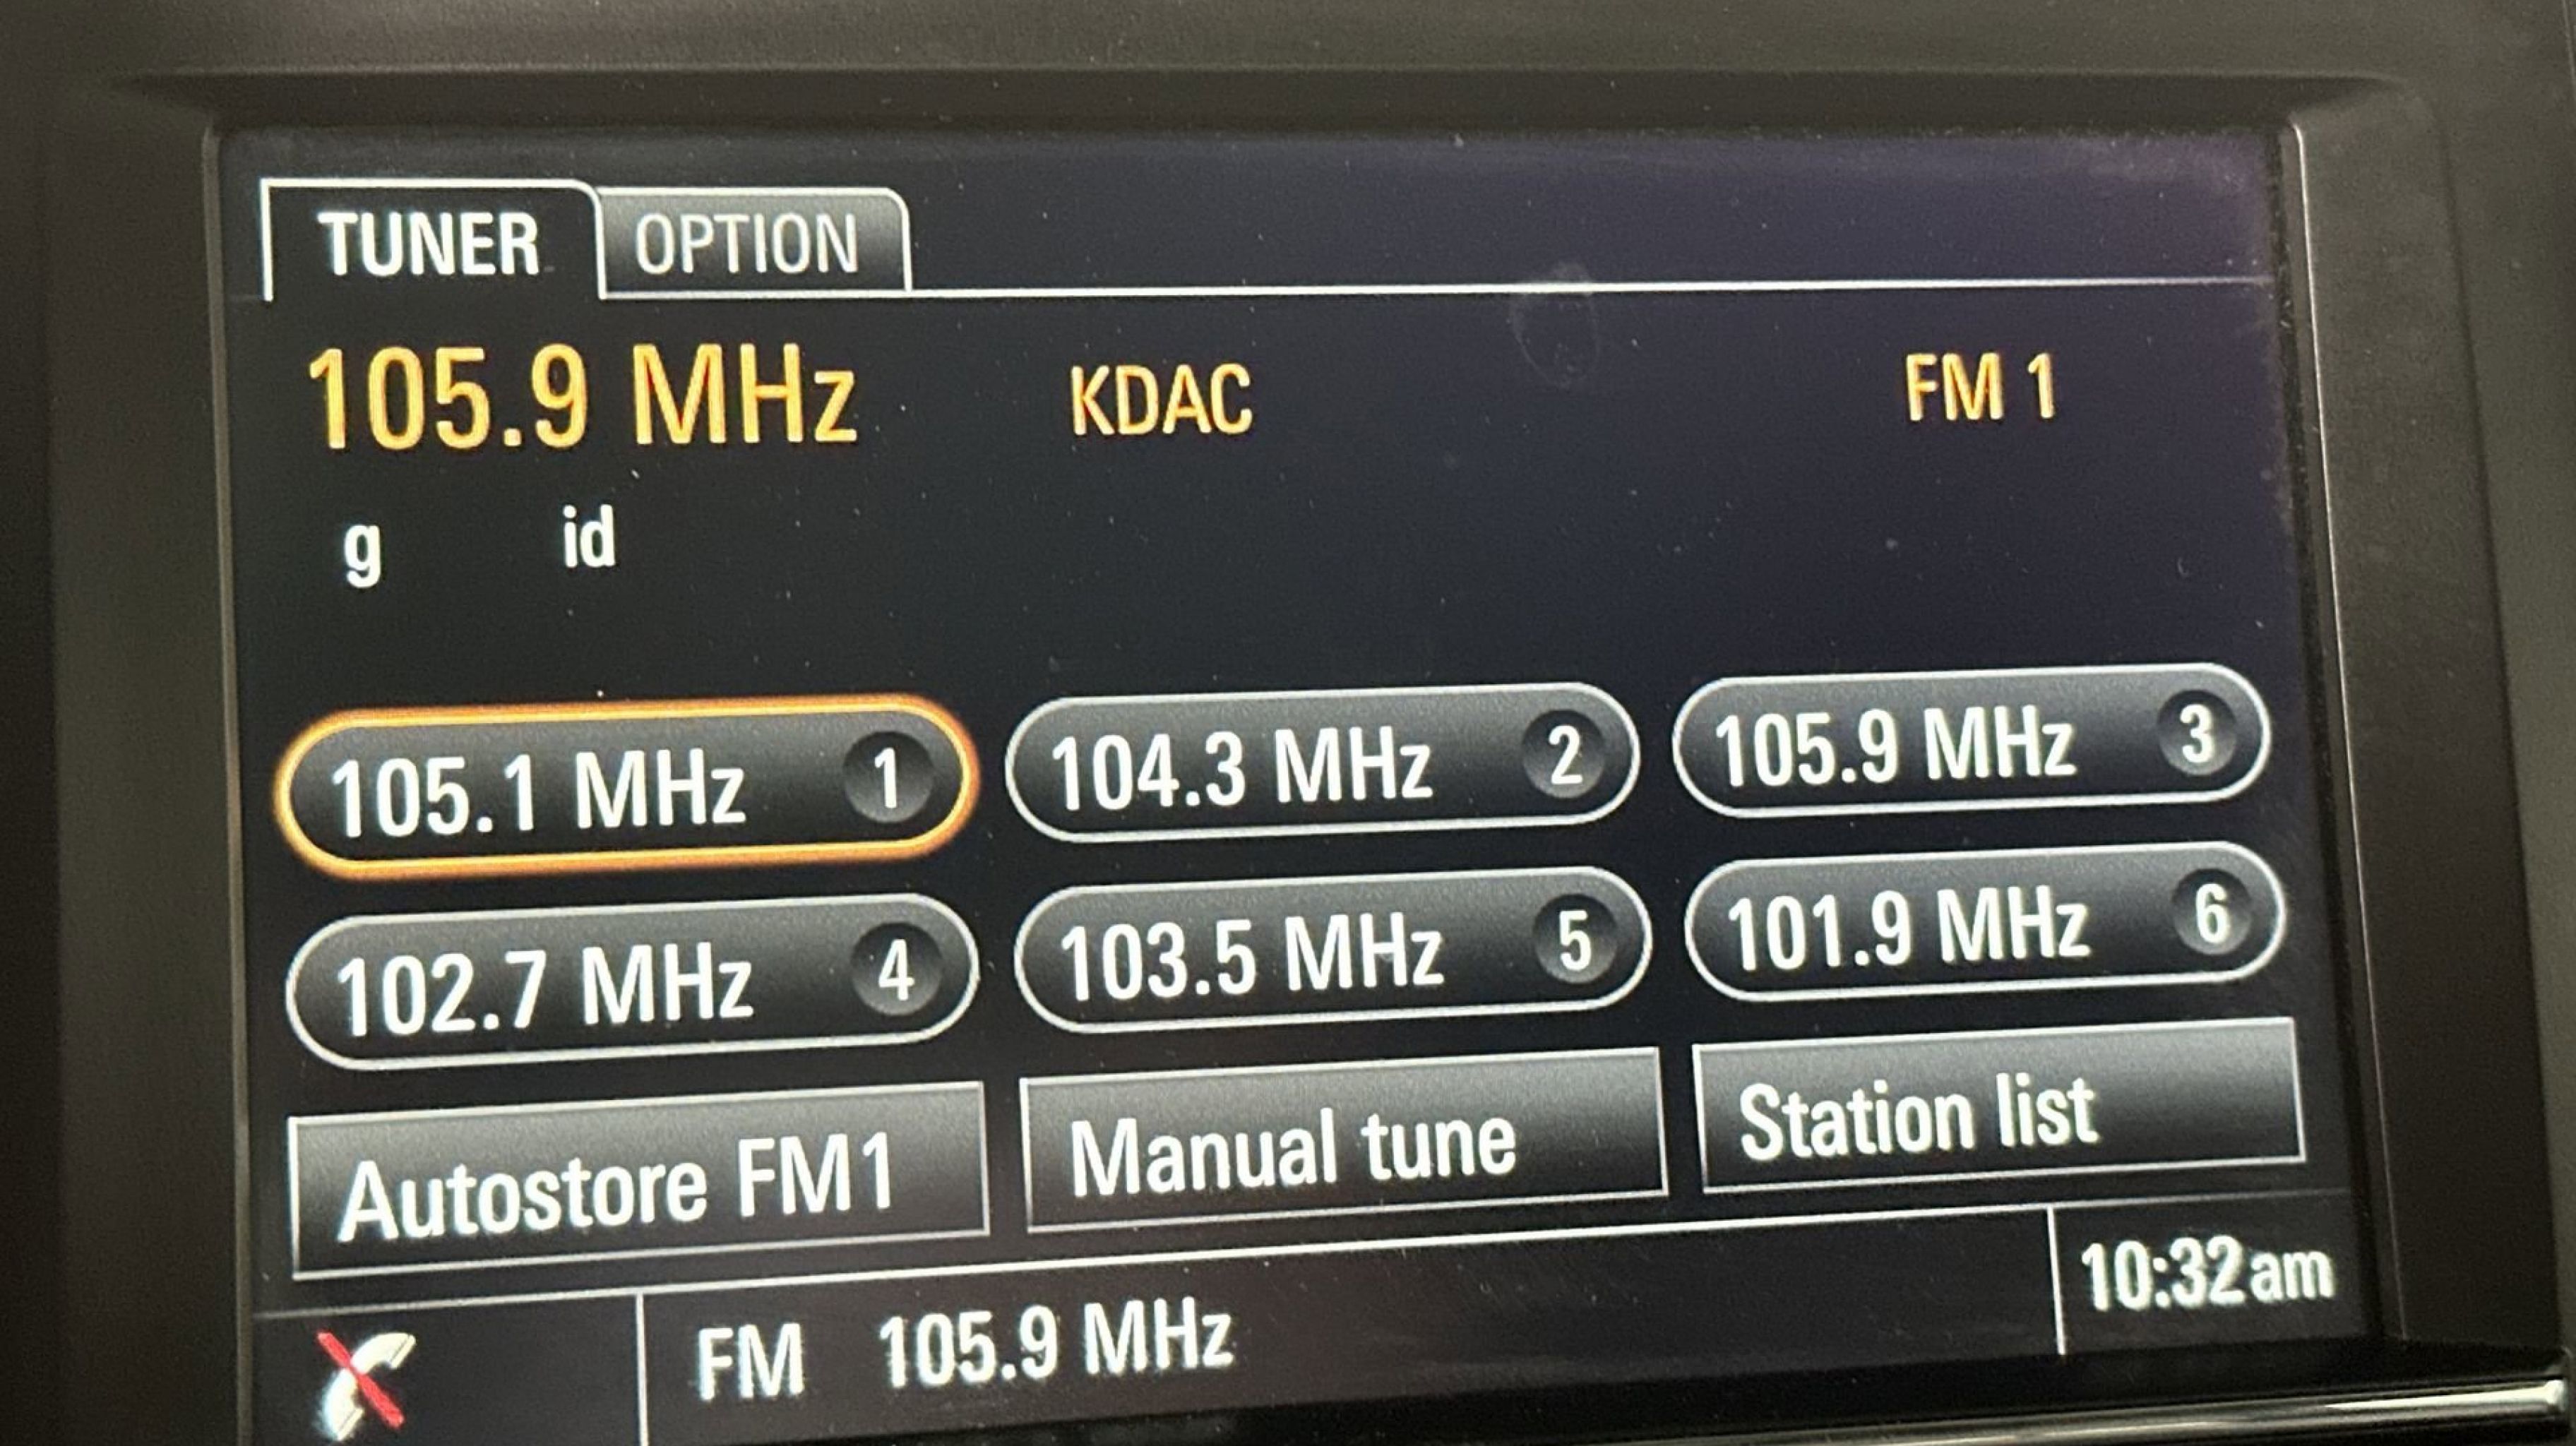 TUNER OPTION
105.9 MHz KDAC FM 1
g id
105.1 MHz 1 104.3 MHz 2 105.9 MHz 3
102.7 MHz 4 103.5 MHz 5 101.9 MHz 6
Autostore FM1 Manual tune Station list
FM 105.9 MHz 10:32am